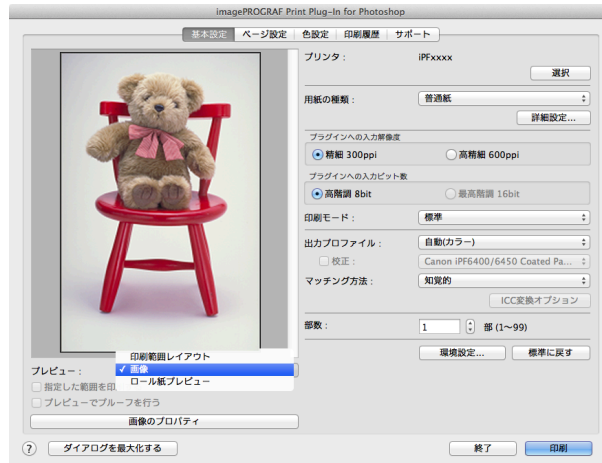 imagePROGRAF Print Plug-In for Photoshop
基本設定 ページ設定 色設定 印刷履歴 サポート
プリンタ： iPFxxxx
選択
用紙の種類： 普通紙
詳細設定...
プラグインへの入力解像度
精細 300ppi 高精細 600ppi
プラグインへの入力ビット数
高階調 8bit 最高階調 16bit
印刷モード： 標準
出力プロファイル： 自動(カラー)
校正： Canon iPF6400/6450 Coated Pa...
マッチング方法： 知覚的
ICC変換オプション
部数： 1 部 (1〜99)
環境設定... 標準に戻す
印刷範囲レイアウト
プレビュー： ✓ 画像
ロール紙プレビュー
指定した範囲を印
プレビューでプルーフを行う
画像のプロパティ
? ダイアログを最大化する 終了 印刷